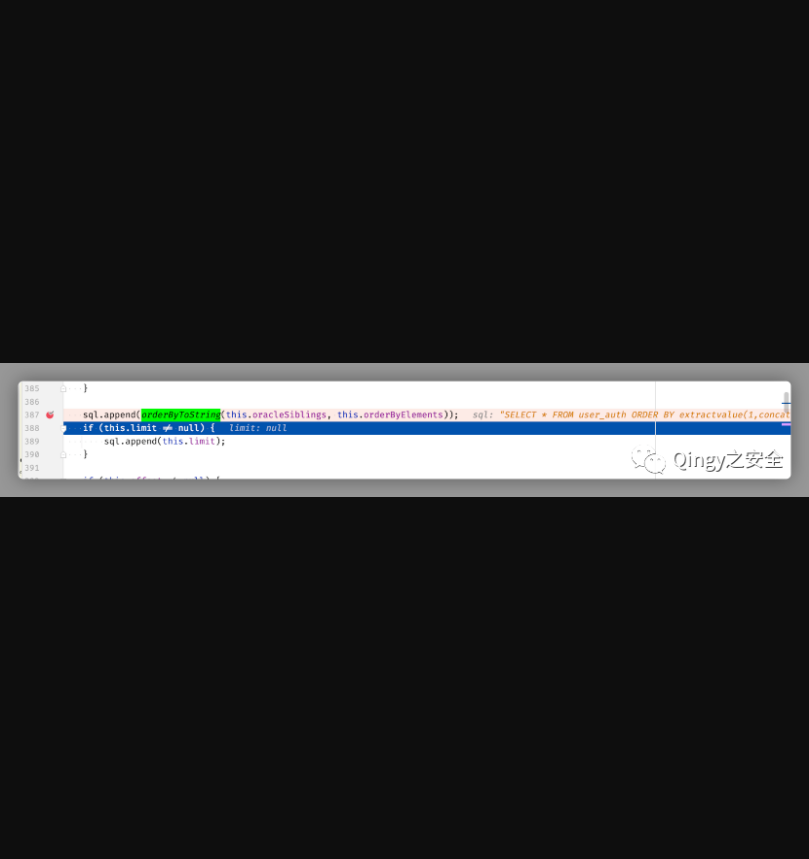 385 }
386
387 sql.append(orderByToString(this.oracleSiblings, this.orderByElements)); sql: "SELECT * FROM user_auth ORDER BY extractvalue(1,concat
388 if (this.limit ≠ null) { limit: null
389 sql.append(this.limit);
390 }
391
Qingy之安全